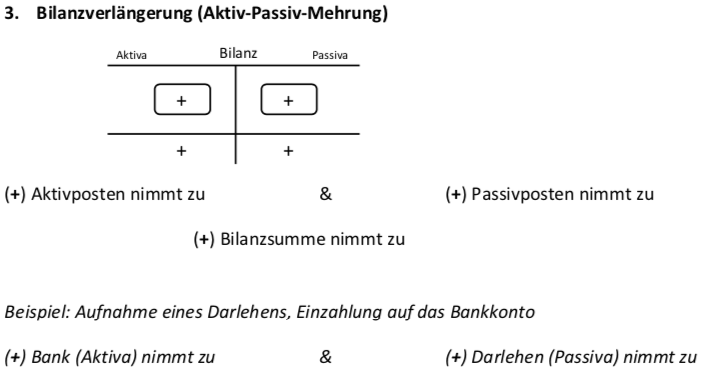 3. Bilanzverlängerung (Aktiv-Passiv-Mehrung)
Aktiva Bilanz Passiva
+ +
+ +
(+) Aktivposten nimmt zu & (+) Passivposten nimmt zu
(+) Bilanzsumme nimmt zu
Beispiel: Aufnahme eines Darlehens, Einzahlung auf das Bankkonto
(+) Bank (Aktiva) nimmt zu & (+) Darlehen (Passiva) nimmt zu